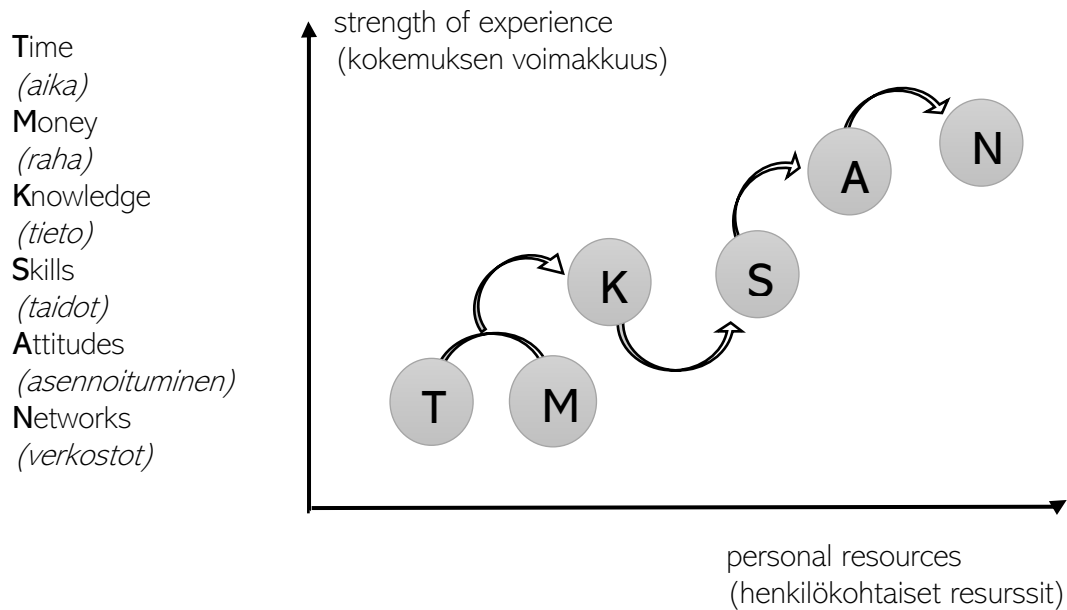 Time
(aika)
Money
(raha)
Knowledge
(tieto)
Skills
(taidot)
Attitudes
(asennoituminen)
Networks
(verkostot)
strength of experience
(kokemuksen voimakkuus)
N
A
K
S
T
M
personal resources
(henkilökohtaiset resurssit)